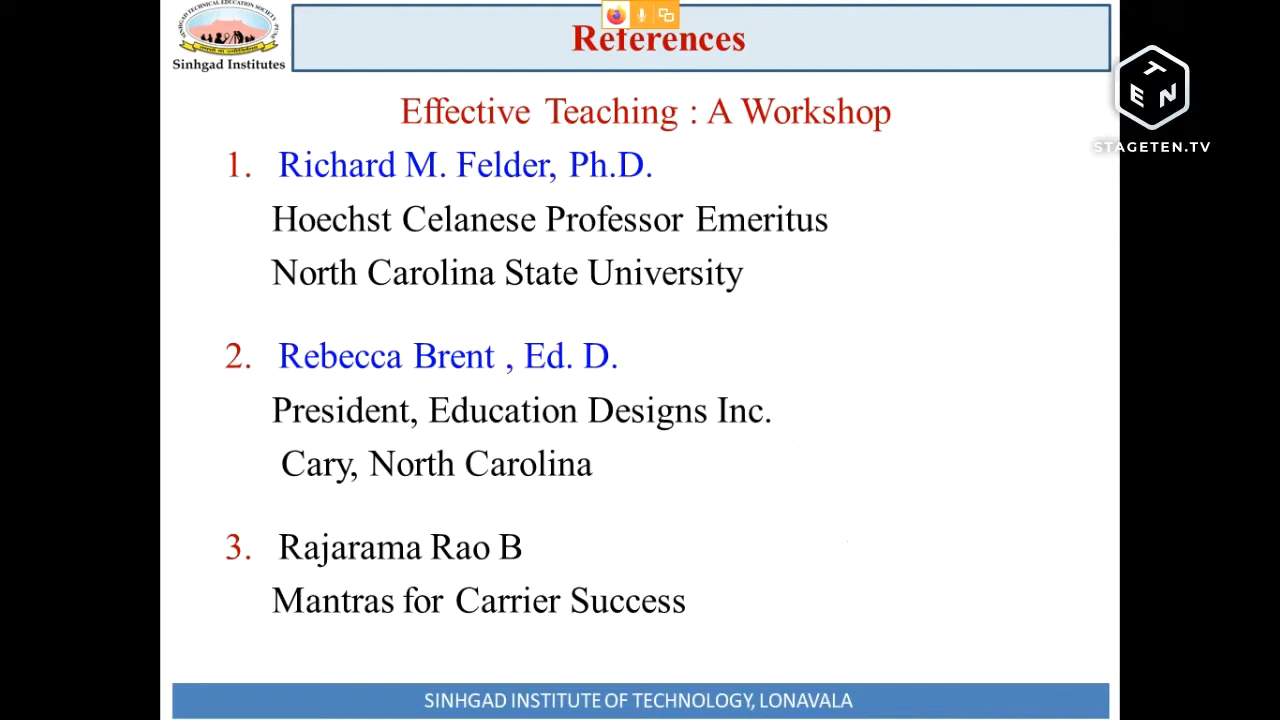 Sinhgad Institutes
References
TEN
STAGETEN.TV
Effective Teaching : A Workshop
1. Richard M. Felder, Ph.D.
Hoechst Celanese Professor Emeritus
North Carolina State University
2. Rebecca Brent , Ed. D.
President, Education Designs Inc.
Cary, North Carolina
3. Rajarama Rao B
Mantras for Carrier Success
SINHGAD INSTITUTE OF TECHNOLOGY, LONAVALA